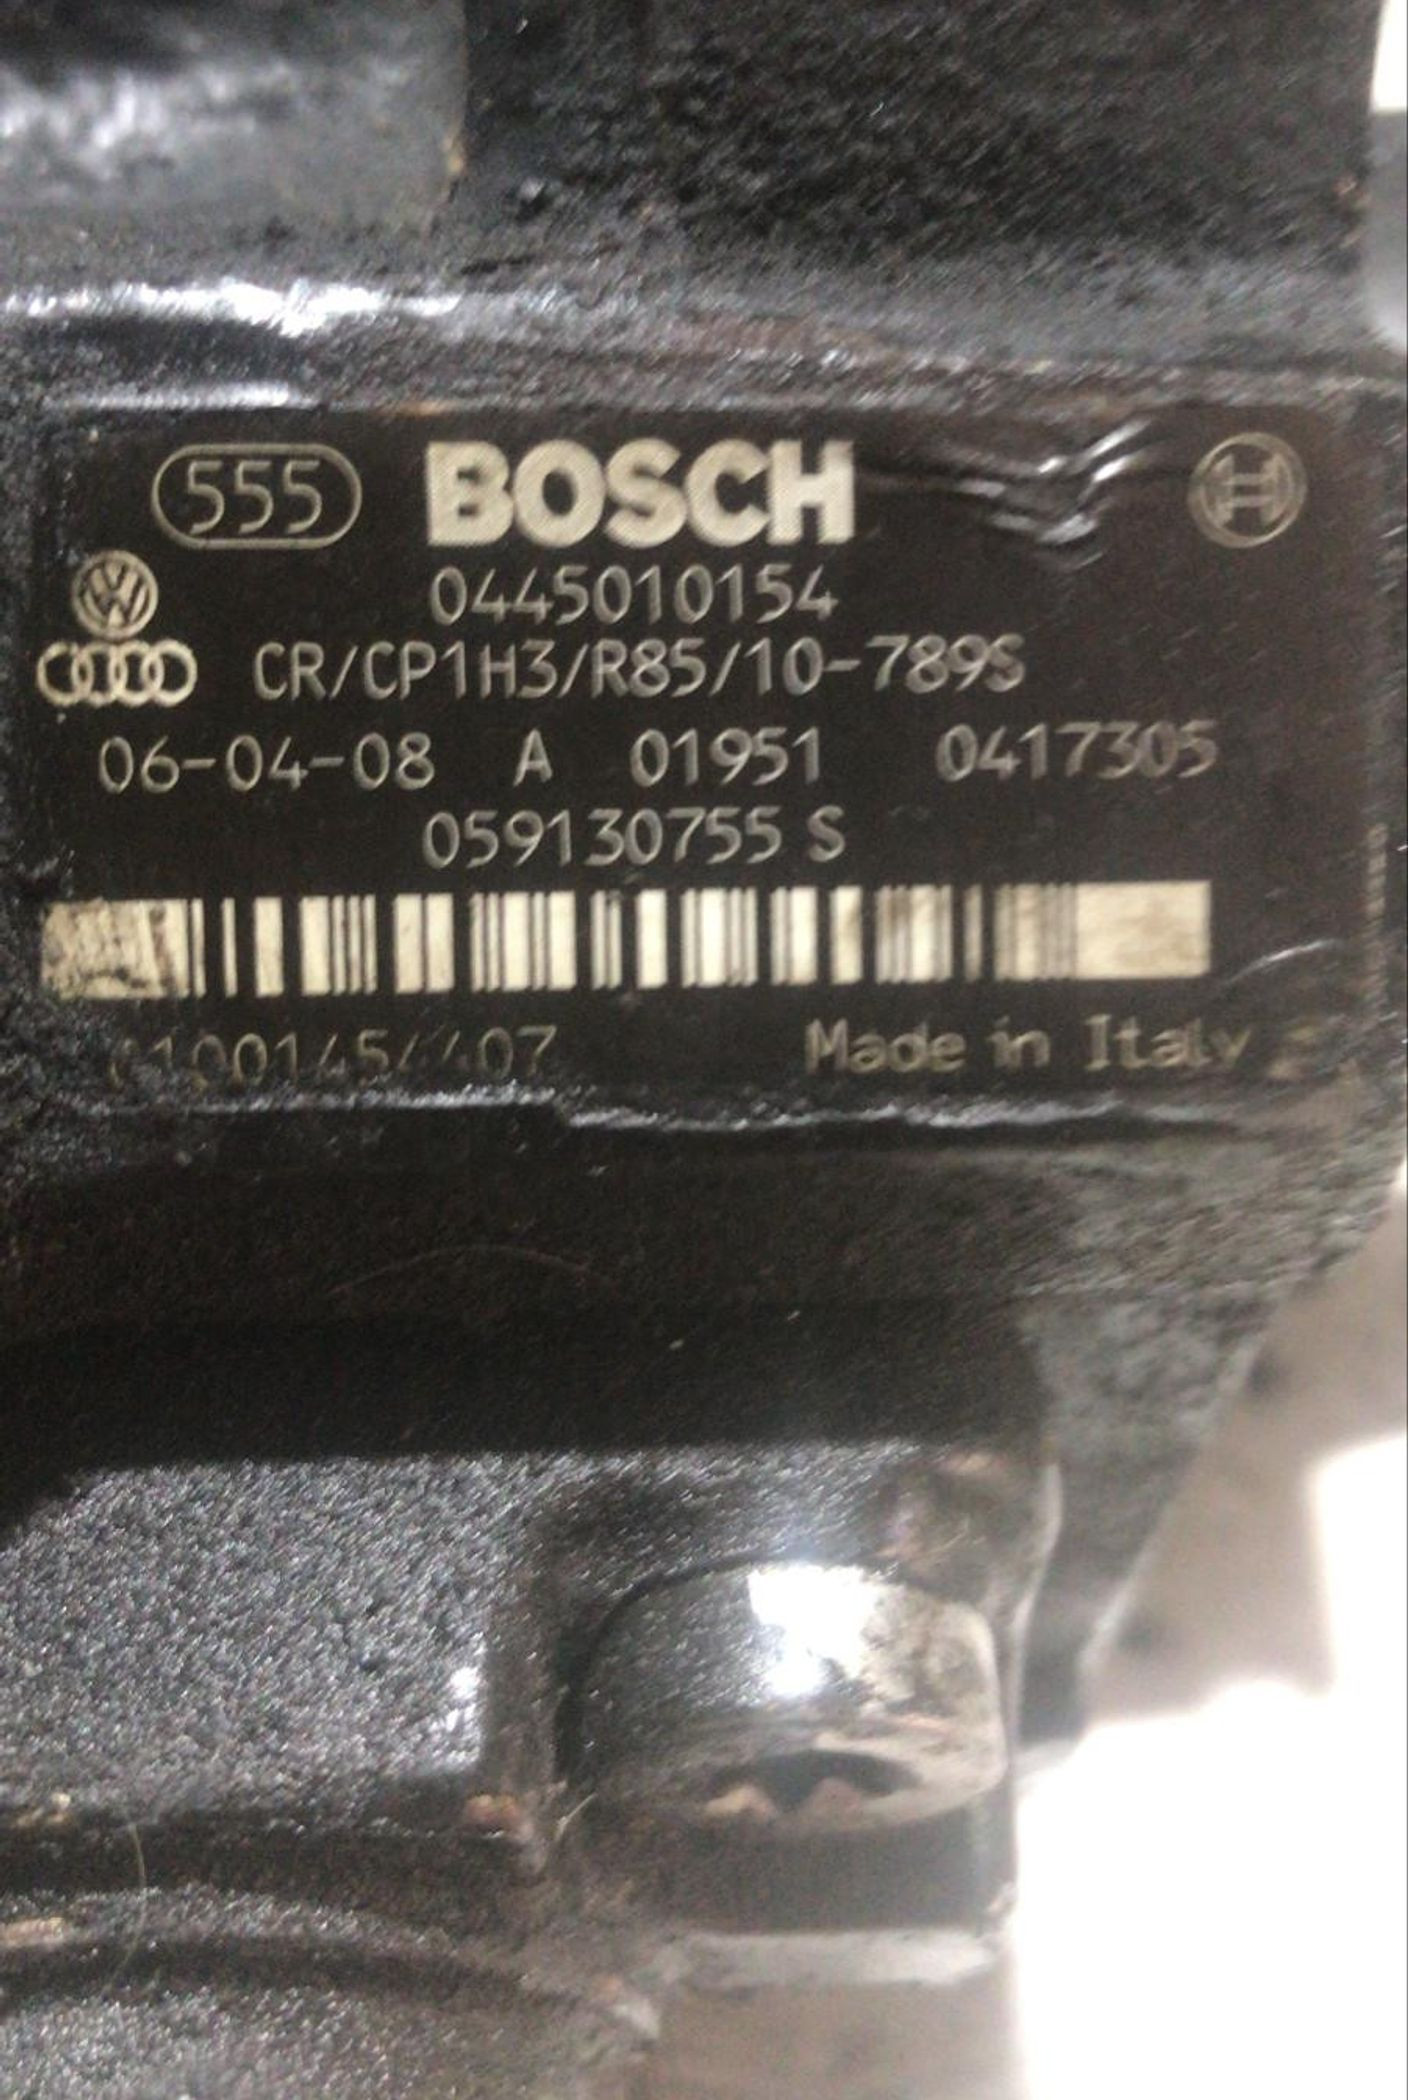 555 BOSCH
0445010154
CR/CP1H3/R85/10-789S
06-04-08 A 01951 0417305
059130755 S
Made in Italy